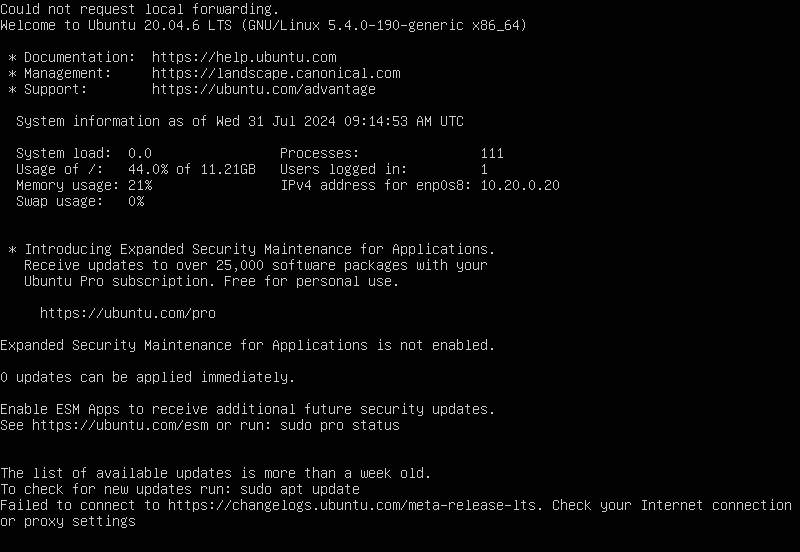 Could not request local forwarding.
Welcome to Ubuntu 20.04.6 LTS (GNU/Linux 5.4.0-190-generic x86_64)
* Documentation:  https://help.ubuntu.com
* Management:     https://landscape.canonical.com
* Support:        https://ubuntu.com/advantage
System information as of Wed 31 Jul 2024 09:14:53 AM UTC
System load:  0.0                Processes:               111
Usage of /:   44.0% of 11.21GB   Users logged in:         1
Memory usage: 21%                IPv4 address for enp0s8: 10.20.0.20
Swap usage:   0%
* Introducing Expanded Security Maintenance for Applications.
Receive updates to over 25,000 software packages with your
Ubuntu Pro subscription. Free for personal use.
https://ubuntu.com/pro
Expanded Security Maintenance for Applications is not enabled.
0 updates can be applied immediately.
Enable ESM Apps to receive additional future security updates.
See https://ubuntu.com/esm or run: sudo pro status
The list of available updates is more than a week old.
To check for new updates run: sudo apt update
Failed to connect to https://changelogs.ubuntu.com/meta-release-lts. Check your Internet connection
or proxy settings